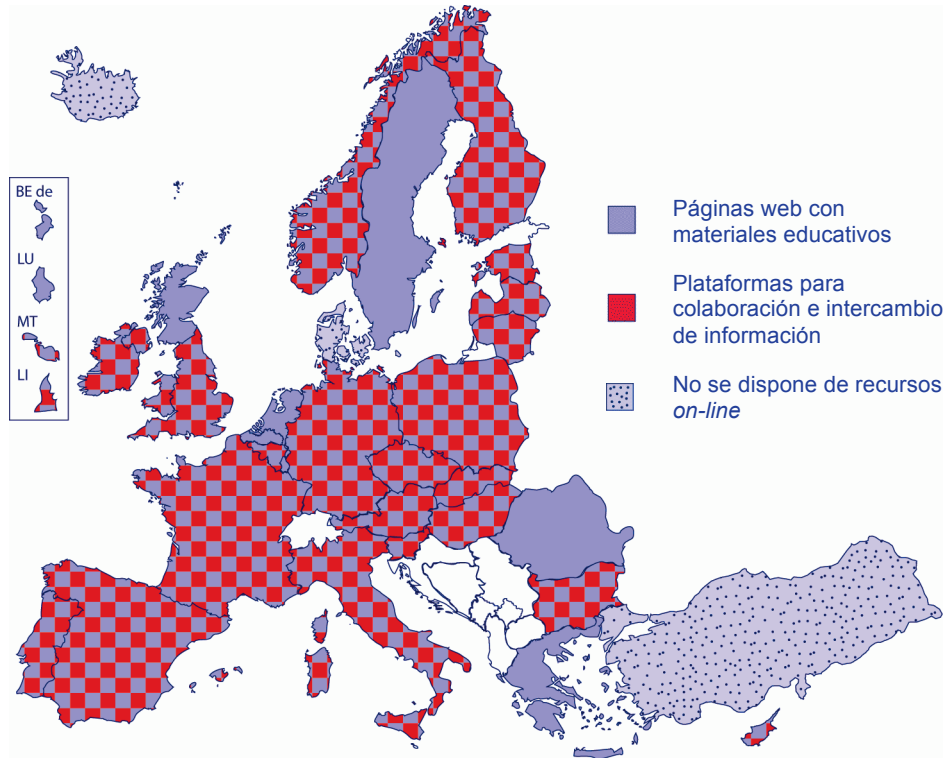 BE de
LU
MT
LI
Páginas web con
materiales educativos
Plataformas para
colaboración e intercambio
de información
No se dispone de recursos
on-line